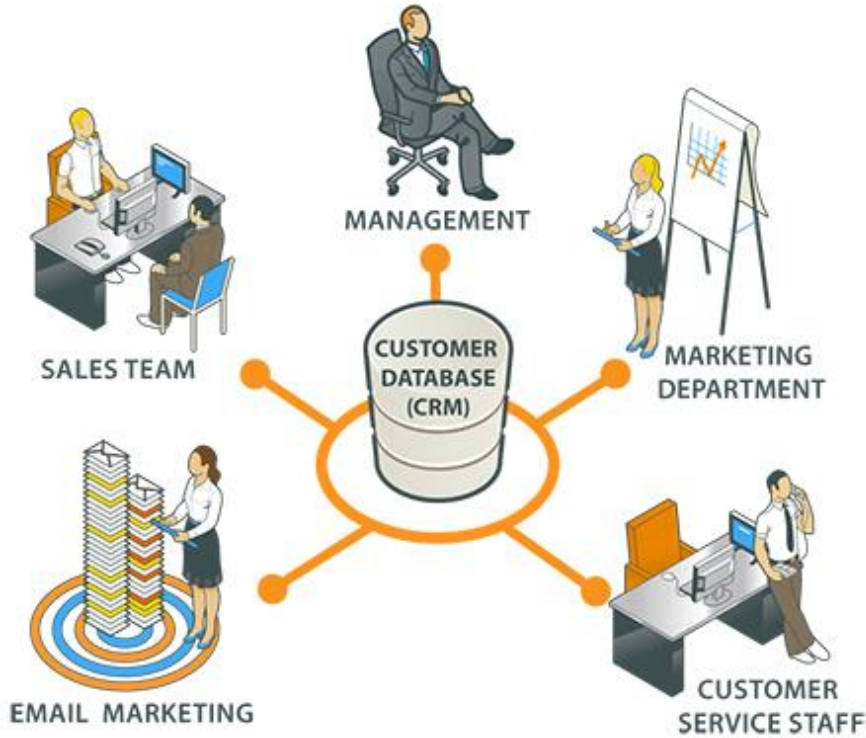 MANAGEMENT
SALES TEAM
CUSTOMER
DATABASE
(CRM)
MARKETING
DEPARTMENT
EMAIL MARKETING
CUSTOMER
SERVICE STAFF